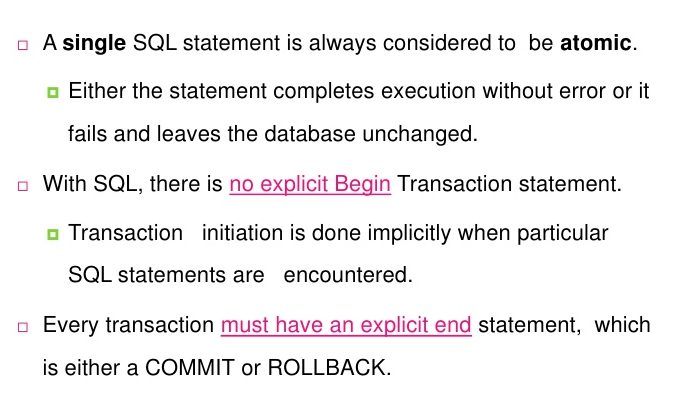 A single SQL statement is always considered to be atomic.
Either the statement completes execution without error or it
fails and leaves the database unchanged.
With SQL, there is no explicit Begin Transaction statement.
Transaction initiation is done implicitly when particular
SQL statements are encountered.
Every transaction must have an explicit end statement, which
is either a COMMIT or ROLLBACK.